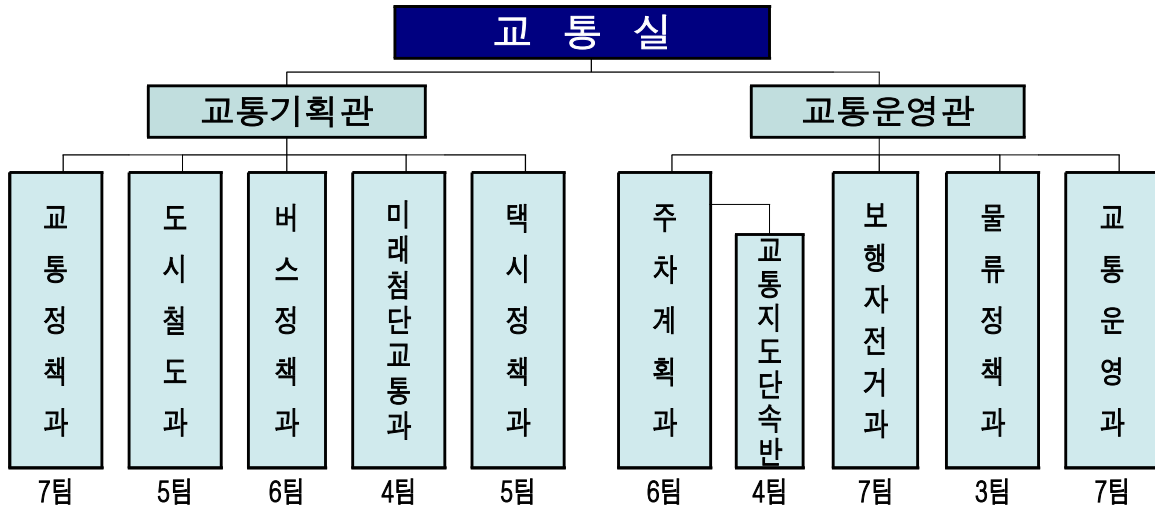 교 통 실
교통기획관
교통운영관
교통정책과
도시철도과
버스정책과
미래첨단교통과
택시정책과
주차계획과
교통지도단속반
보행자전거과
물류정책과
교통운영과
7팀
5팀
6팀
4팀
5팀
6팀
4팀
7팀
3팀
7팀